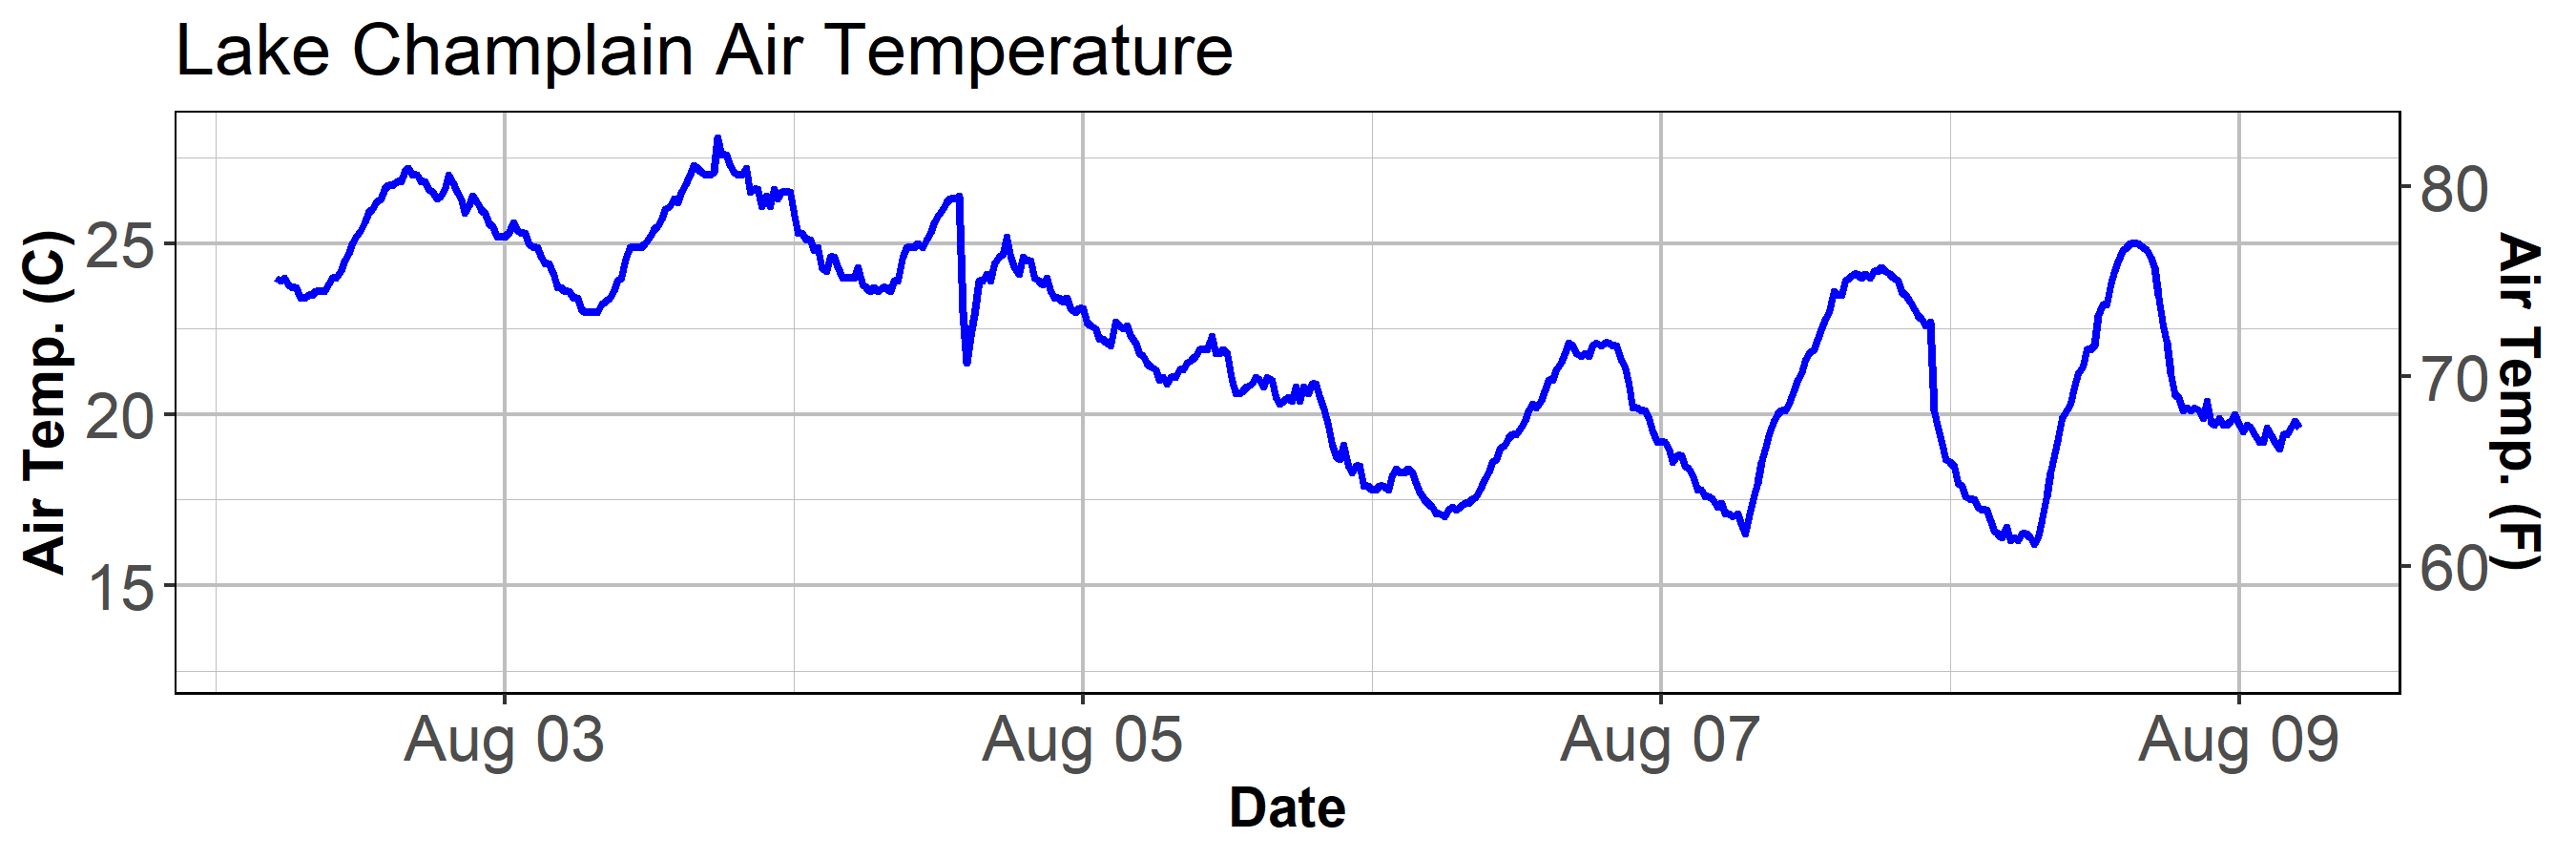 Lake Champlain Air Temperature
Air Temp. (C)
25
20
15
80
70
60
Air Temp. (F)
Aug 03 Aug 05 Aug 07 Aug 09
Date